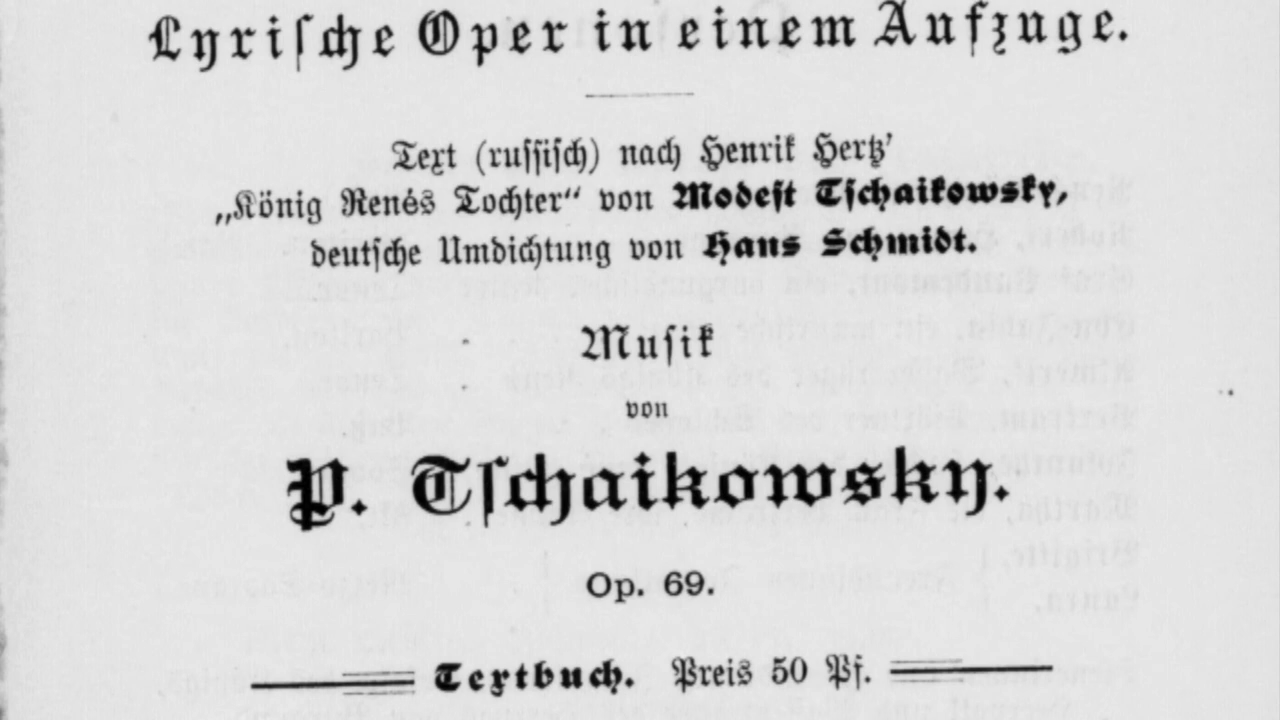 Lyrische Oper in einem Aufzuge.
Text (russisch) nach Henrik Hertz'
„König Renés Tochter“ von Modest Tschaikowsky,
deutsche Umdichtung von Hans Schmidt.
Musik
von
P. Tschaikowsky.
Op. 69.
Textbuch. Preis 50 Pf.